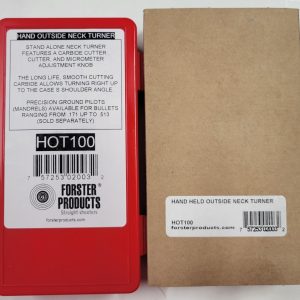 HAND OUTSIDE NECK TURNER
STAND ALONE NECK TURNER
FEATURES A CARBIDE CUTTER
CUTTER, AND MICROMETER
ADJUSTMENT KNOB
THE LONG LIFE, SMOOTH CUTTING
CARBIDE ALLOWS TURNING RIGHT UP
TO THE CASE S SHOULDER ANGLE.
PRECISION GROUND PILOTS
(MANDRELS) AVAILABLE FOR BULLETS
RANGING FROM .171 UP TO .513
(SOLD SEPARATELY)
HOT100
7 57253 02003 2
FORSTER
PRODUCTS
Straight shooters
forsterproducts.com
HAND HELD OUTSIDE NECK TURNER
HOT100
forsterproducts.com
7 57253 02003 2